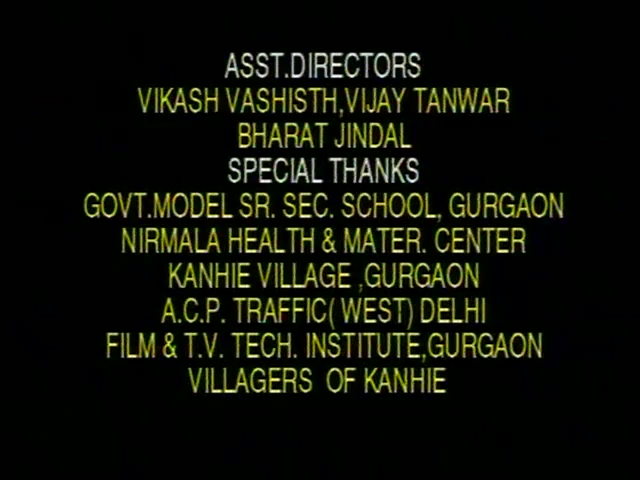 ASST.DIRECTORS
VIKASH VASHISTH,VIJAY TANWAR
BHARAT JINDAL
SPECIAL THANKS
GOVT.MODEL SR. SEC. SCHOOL, GURGAON
NIRMALA HEALTH & MATER. CENTER
KANHIE VILLAGE ,GURGAON
A.C.P. TRAFFIC( WEST) DELHI
FILM & T.V. TECH. INSTITUTE,GURGAON
VILLAGERS  OF KANHIE